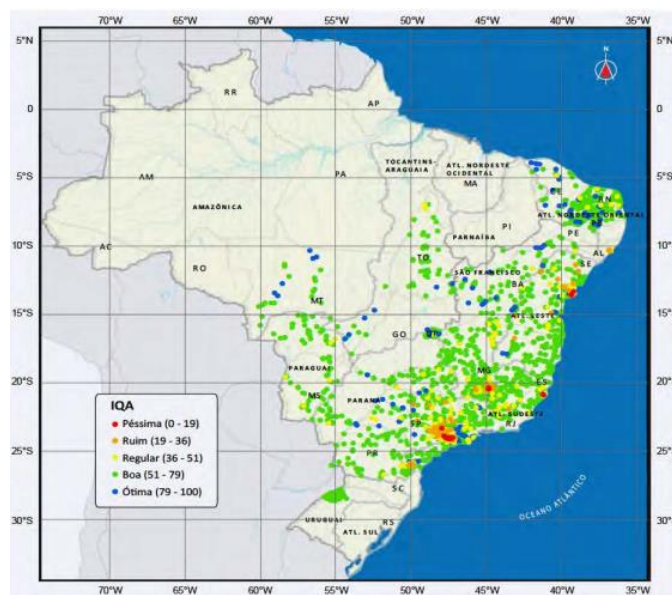 70°W 65°W 60°W 55°W 50°W 45°W 40°W 35°W
5°N 5°N
N
RR
AP
0 0
TOCANTINS-
ARAGUAIA
ATL. NORDESTE
OCIDENTAL
AM
PA
MA
CE
5°S 5°S
RN
AMAZÔNICA
ATL. NORDESTE ORIENTAL
PI
PE
PARNAÍBA
AC
10°S 10°S
AL
RO
TO
SE
SÃO FRANCISCO
BA
MT
ATL. LESTE
15°S 15°S
GO
DF
PARAGUAI
MG
20°S 20°S
MS
PARANÁ
ES
ATL. SUDESTE
SP
RJ
IQA
Péssima (0 - 19)
Ruim (19 - 36)
Regular (36 - 51)
Boa (51 - 79)
Ótima (79 - 100)
25°S 25°S
PR
SC
OCEANO ATLÂNTICO
30°S 30°S
URUGUAI
RS
ATL. SUL
70°W 65°W 60°W 55°W 50°W 45°W 40°W 35°W